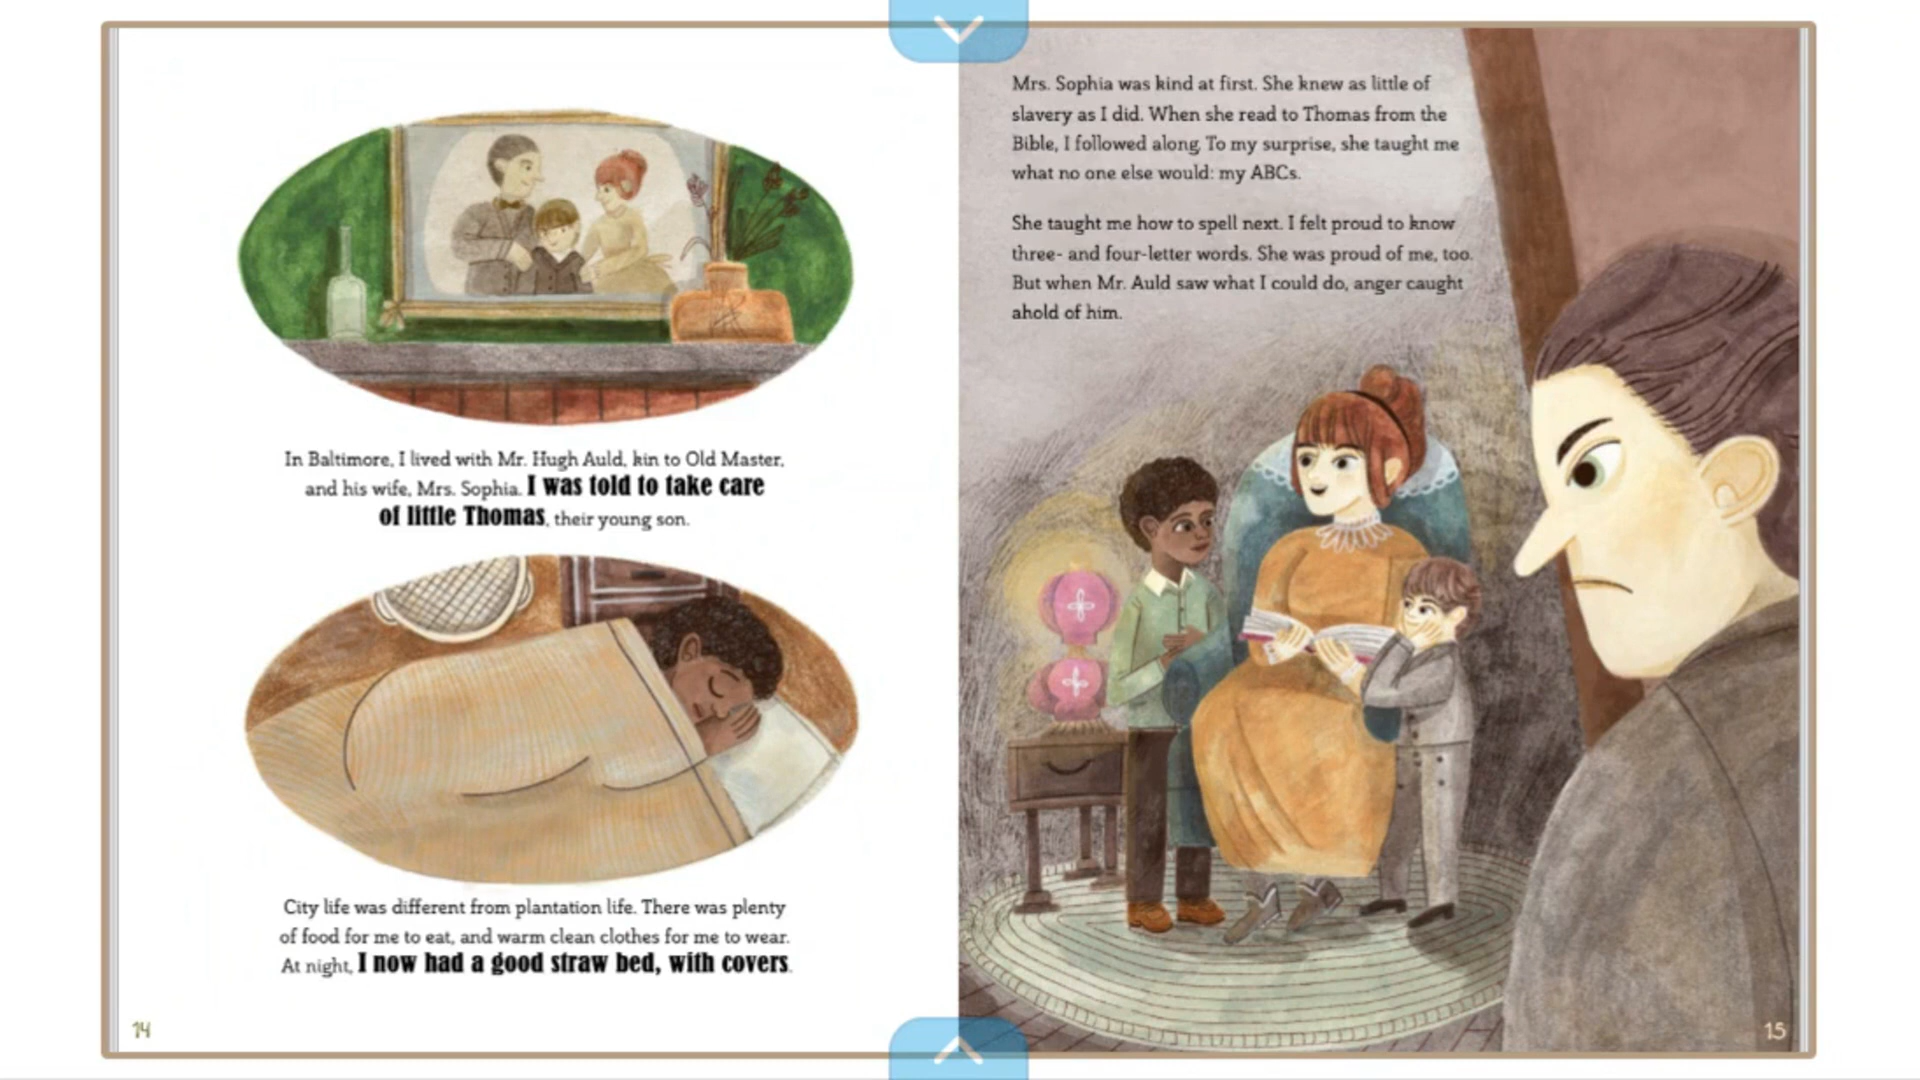 In Baltimore, I lived with Mr. Hugh Auld, kin to Old Master,
and his wife, Mrs. Sophia. I was told to take care
of little Thomas, their young son.
City life was different from plantation life. There was plenty
of food for me to eat, and warm clean clothes for me to wear.
At night, I now had a good straw bed, with covers.
14
Mrs. Sophia was kind at first. She knew as little of
slavery as I did. When she read to Thomas from the
Bible, I followed along. To my surprise, she taught me
what no one else would: my ABCs.
She taught me how to spell next. I felt proud to know
three- and four-letter words. She was proud of me, too.
But when Mr. Auld saw what I could do, anger caught
ahold of him.
15